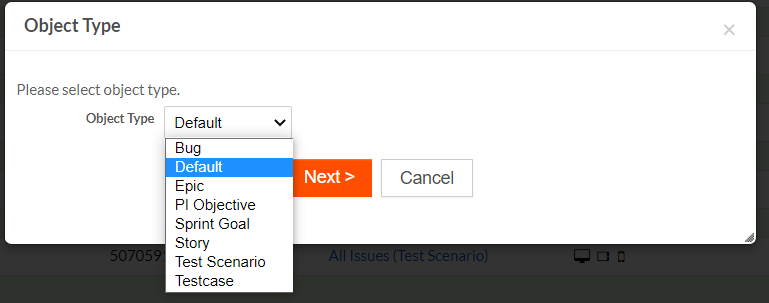 Object Type
×
Please select object type.
Object Type
Default
Bug
Default
Epic
PI Objective
Sprint Goal
Story
Test Scenario
Testcase
Next >
Cancel
507059
All Issues (Test Scenario)